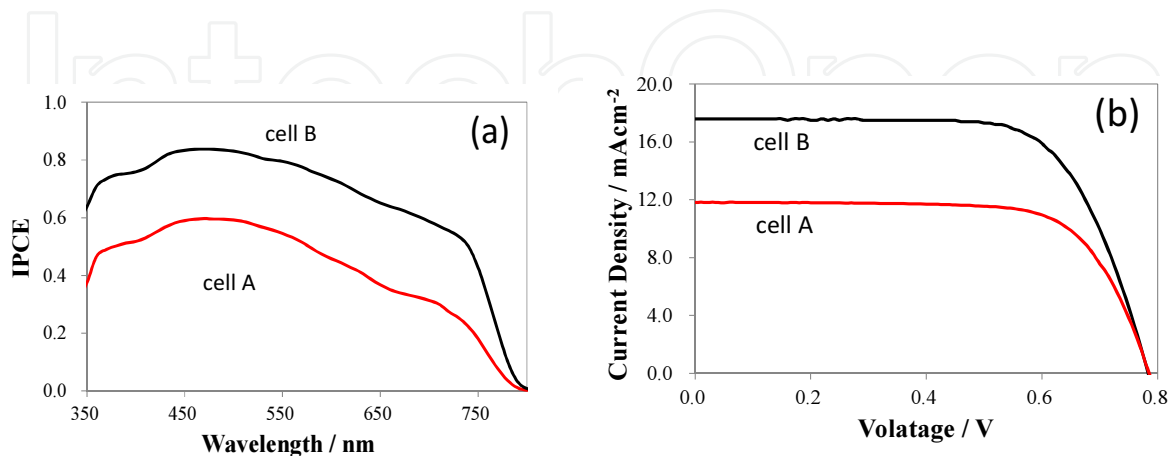 IntechOpen
(a)
cell B
cell A
1.0
0.8
0.6
0.4
0.2
0.0
IPCE
350 450 550 650 750
Wavelength / nm
(b)
cell B
cell A
20.0
16.0
12.0
8.0
4.0
0.0
Current Density / mAcm-2
0.0 0.2 0.4 0.6 0.8
Volatage / V